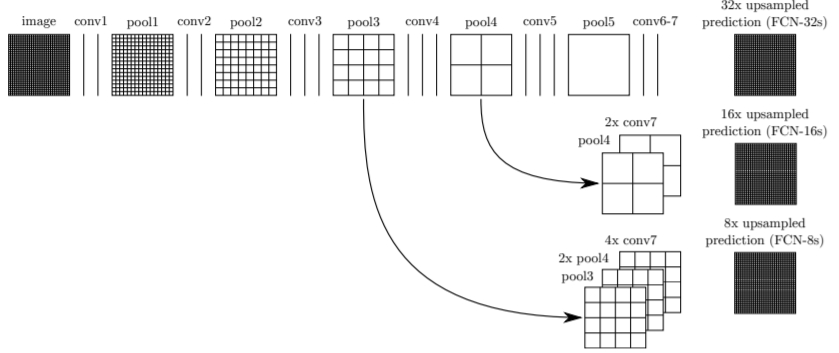 image conv1 pool1 conv2 pool2 conv3 pool3 conv4 pool4 conv5 pool5 conv6-7
32x upsampled
prediction (FCN-32s)
16x upsampled
prediction (FCN-16s)
2x conv7
pool4
8x upsampled
prediction (FCN-8s)
4x conv7
2x pool4
pool3